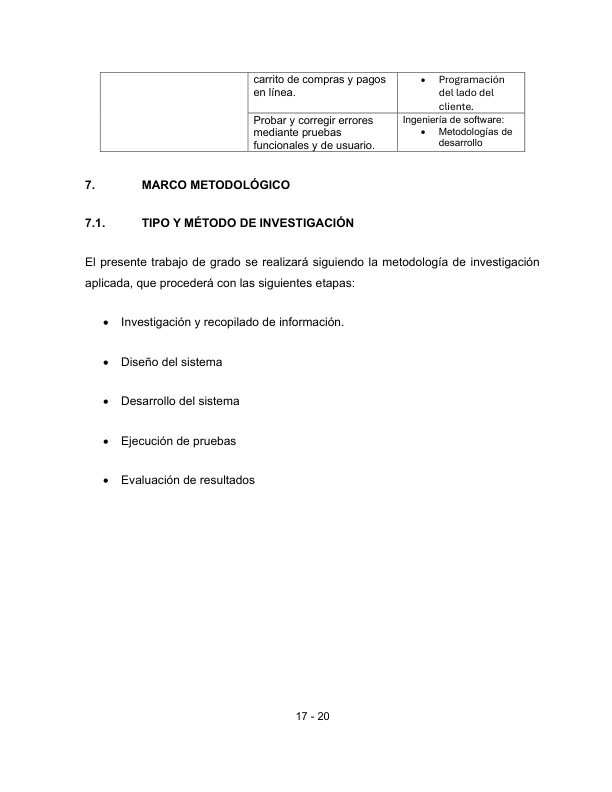 carrito de compras y pagos
en línea.
• Programación
del lado del
cliente.
Probar y corregir errores
mediante pruebas
funcionales y de usuario.
Ingeniería de software:
• Metodologías de
desarrollo
7. MARCO METODOLÓGICO
7.1. TIPO Y MÉTODO DE INVESTIGACIÓN
El presente trabajo de grado se realizará siguiendo la metodología de investigación
aplicada, que procederá con las siguientes etapas:
• Investigación y recopilado de información.
• Diseño del sistema
• Desarrollo del sistema
• Ejecución de pruebas
• Evaluación de resultados
17 - 20